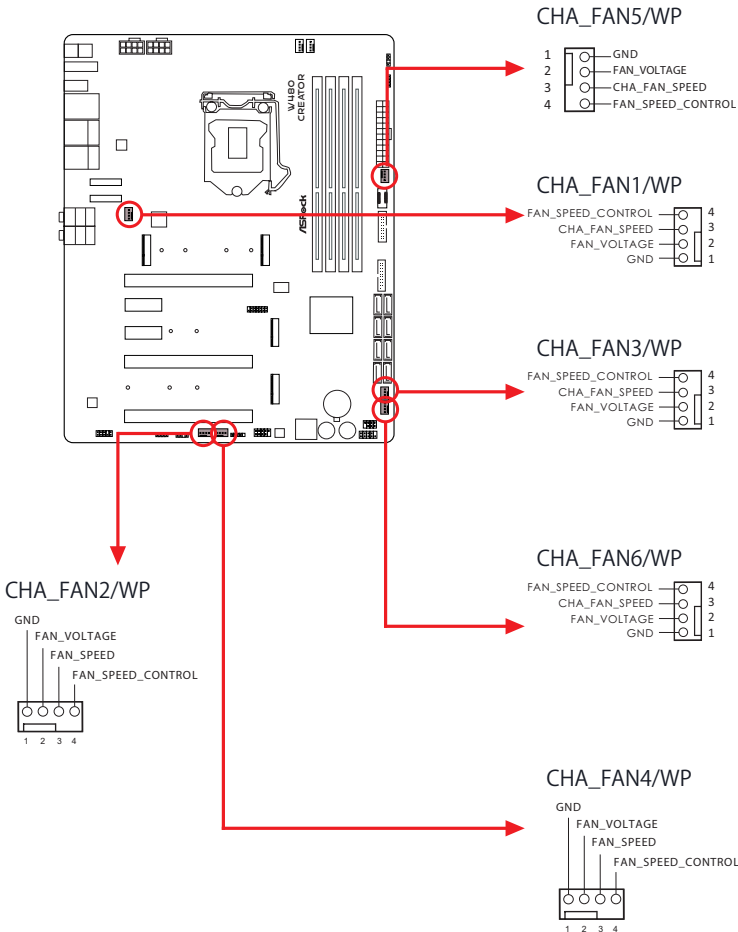 CHA_FAN5/WP
1 GND
2 FAN_VOLTAGE
3 CHA_FAN_SPEED
4 FAN_SPEED_CONTROL
W480
CREATOR
ASRock
CHA_FAN1/WP
FAN_SPEED_CONTROL 4
CHA_FAN_SPEED 3
FAN_VOLTAGE 2
GND 1
CHA_FAN3/WP
FAN_SPEED_CONTROL 4
CHA_FAN_SPEED 3
FAN_VOLTAGE 2
GND 1
CHA_FAN6/WP
FAN_SPEED_CONTROL 4
CHA_FAN_SPEED 3
FAN_VOLTAGE 2
GND 1
CHA_FAN2/WP
GND
FAN_VOLTAGE
FAN_SPEED
FAN_SPEED_CONTROL
1 2 3 4
CHA_FAN4/WP
GND
FAN_VOLTAGE
FAN_SPEED
FAN_SPEED_CONTROL
1 2 3 4